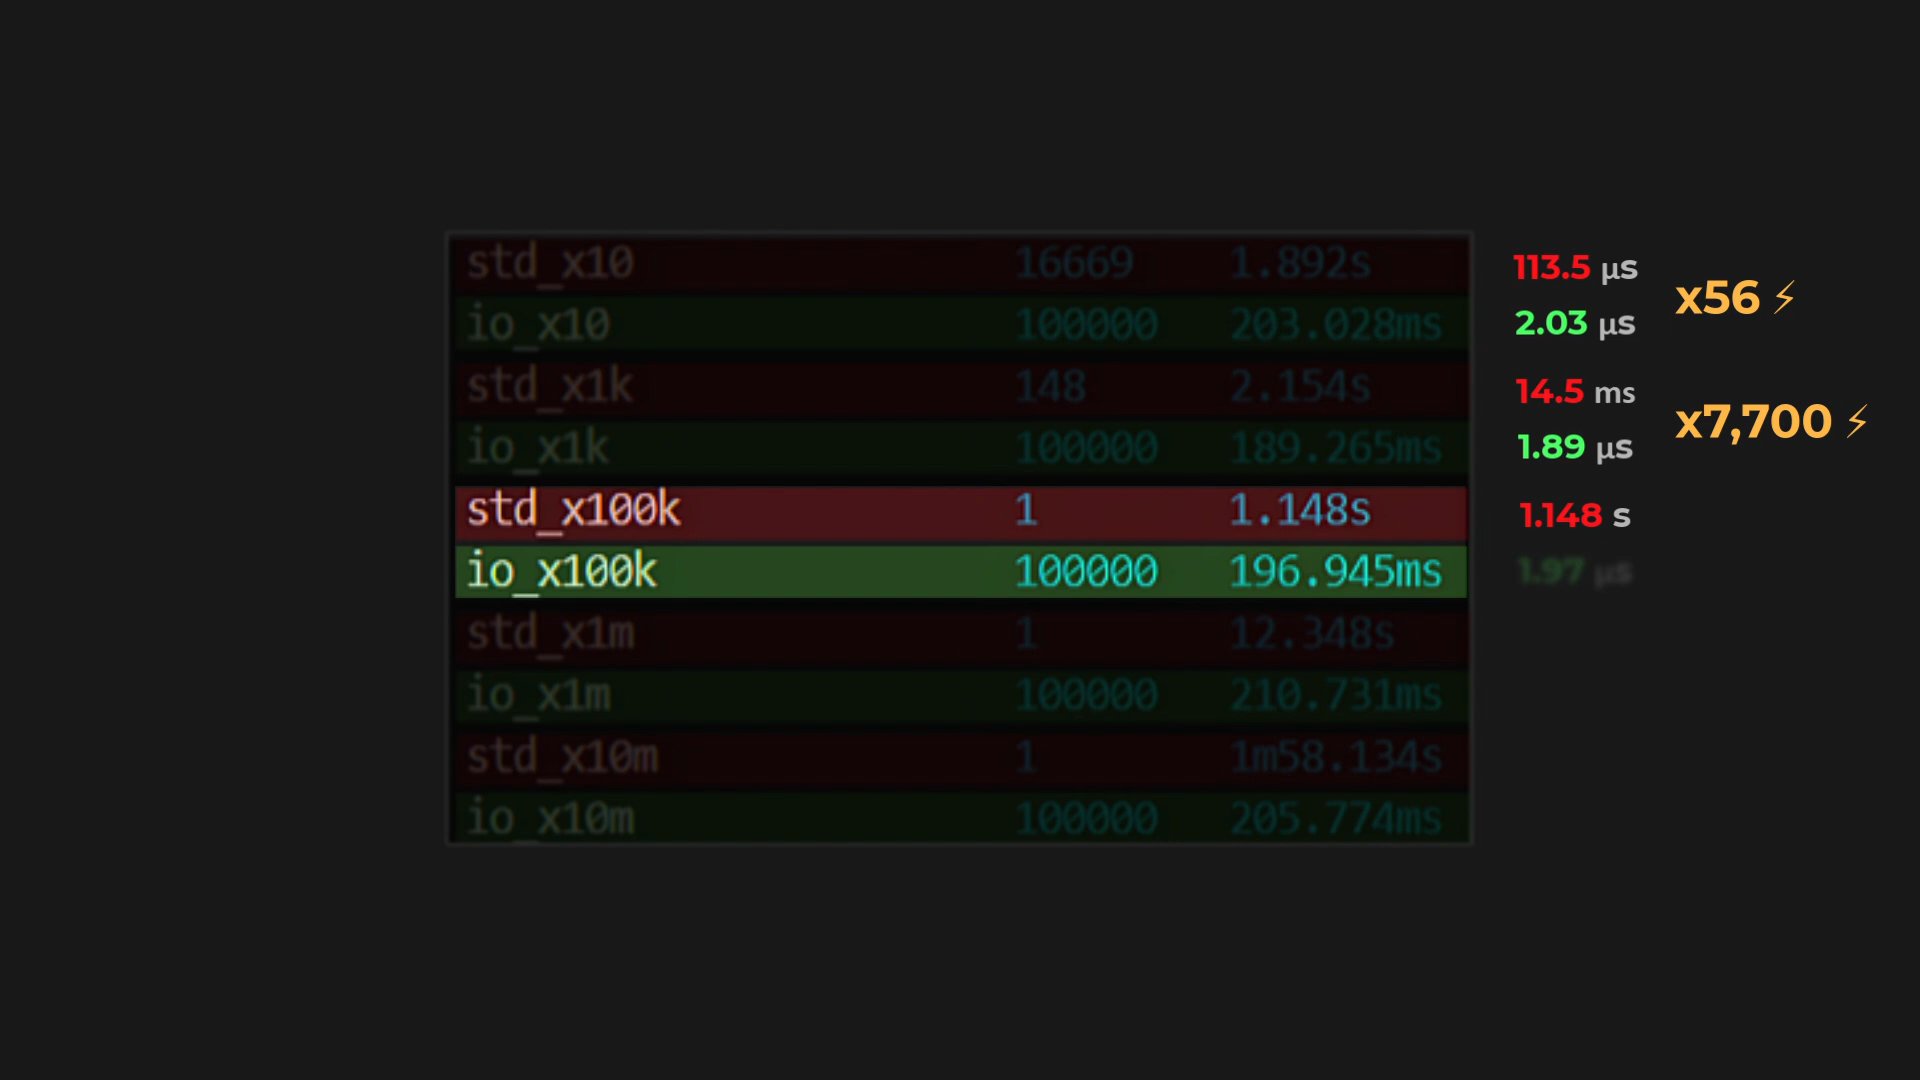 std_x10 16669 1.892s 113.5 µs
x56 ⚡
io_x10 100000 203.028ms 2.03 µs
std_x1k 148 2.154s 14.5 ms
x7,700 ⚡
io_x1k 100000 189.265ms 1.89 µs
std_x100k 1 1.148s 1.148 s
io_x100k 100000 196.945ms 1.97 µs
std_x1m 1 12.348s
io_x1m 100000 210.731ms
std_x10m 1 1m58.134s
io_x10m 100000 205.774ms